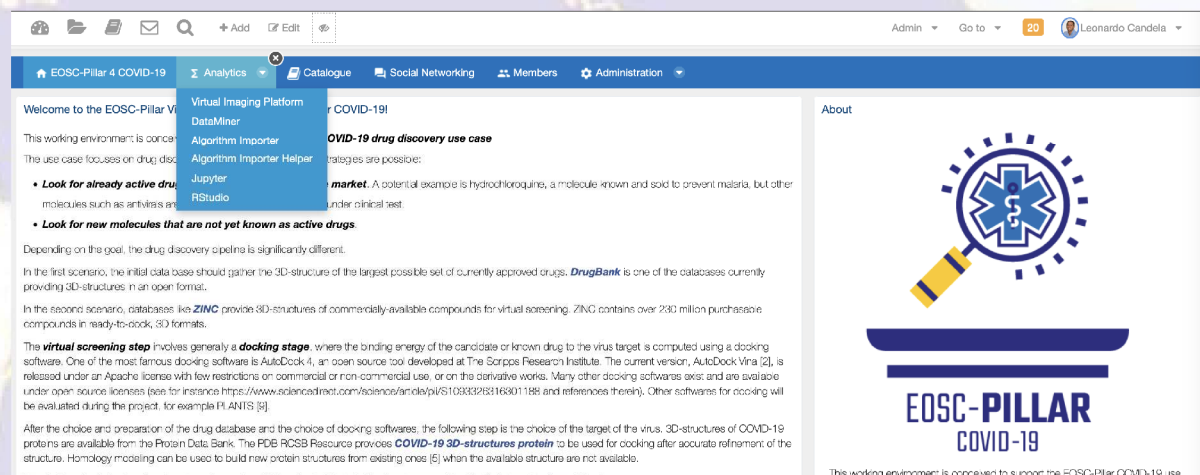 + Add Edit Admin Go to 20 Leonardo Candela
EOSC-Pillar 4 COVID-19 Analytics Catalogue Social Networking Members Administration
Virtual Imaging Platform
DataMiner
Algorithm Importer
Algorithm Importer Helper
Jupyter
RStudio
Welcome to the EOSC-Pillar Vi r COVID-19!
This working environment is conce OVID-19 drug discovery use case
The use case focuses on drug disc trategies are possible:
• Look for already active drug market. A potential example is hydrochloroquine, a molecule known and sold to prevent malaria, but other
molecules such as antivirals ar under clinical test.
• Look for new molecules that are not yet known as active drugs.
Depending on the goal, the drug discovery pipeline is significantly different.
In the first scenario, the initial data base should gather the 3D-structure of the largest possible set of currently approved drugs. DrugBank is one of the databases currently
providing 3D-structures in an open format.
In the second scenario, databases like ZINC provide 3D-structures of commercially-available compounds for virtual screening. ZINC contains over 230 million purchasable
compounds in ready-to-dock, 3D formats.
The virtual screening step involves generally a docking stage, where the binding energy of the candidate or known drug to the virus target is computed using a docking
software. One of the most famous docking software is AutoDock 4, an open source tool developed at The Scripps Research Institute. The current version, AutoDock Vina [2], is
released under an Apache license with few restrictions on commercial or non-commercial use, or on the derivative works. Many other docking softwares exist and are available
under open source licenses (see for instance https://www.sciencedirect.com/science/article/pii/S1093326316301188 and references therein). Other softwares for docking will
be evaluated during the project, for example PLANTS [9].
After the choice and preparation of the drug database and the choice of docking softwares, the following step is the choice of the target of the virus. 3D-structures of COVID-19
proteins are available from the Protein Data Bank. The PDB RCSB Resource provides COVID-19 3D-structures protein to be used for docking after accurate refinement of the
structure. Homology modeling can be used to build new protein structures from existing ones [5] when the available structure are not available.
About
EOSC-PILLAR
COVID-19
This working environment is conceived to support the EOSC-Pillar COVID-19 use